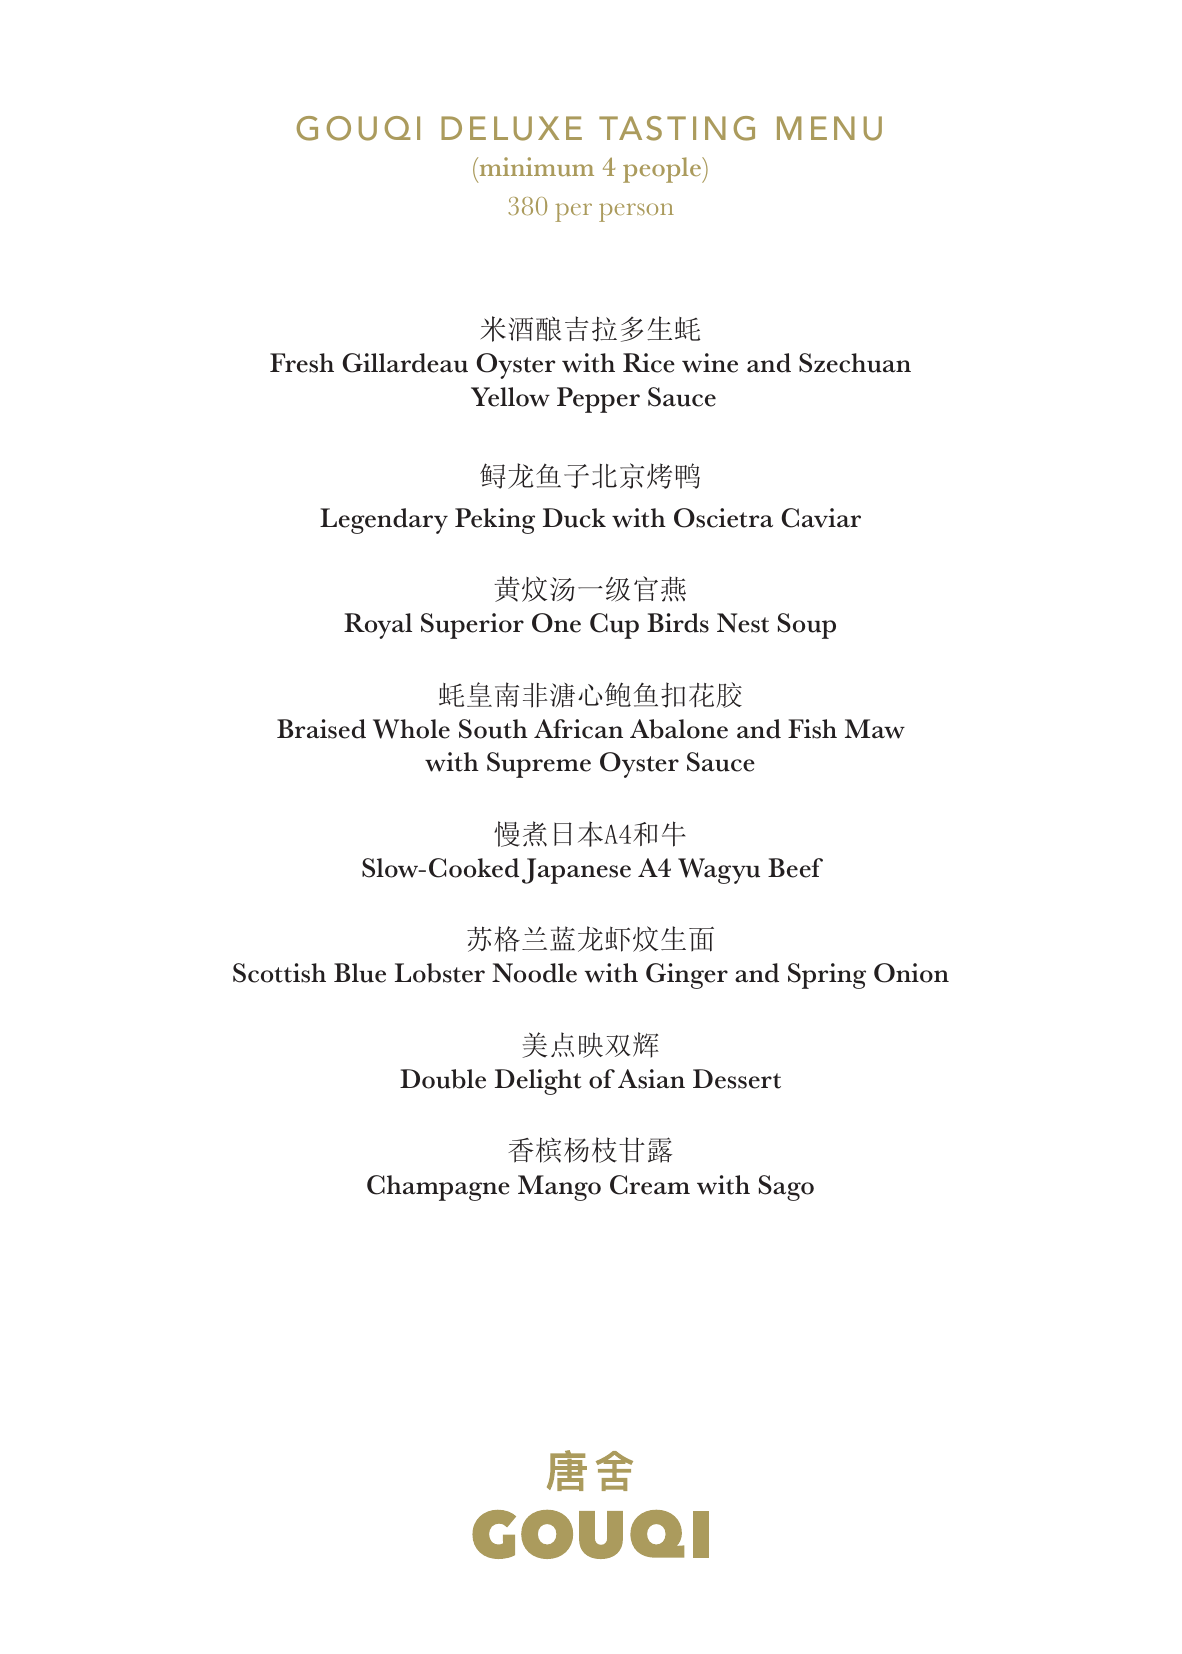 GOUQI DELUXE TASTING MENU
(minimum 4 people)
380 per person
米酒酿吉拉多生蚝
Fresh Gillardeau Oyster with Rice wine and Szechuan
Yellow Pepper Sauce
鲟龙鱼子北京烤鸭
Legendary Peking Duck with Oscietra Caviar
黄炆汤一级官燕
Royal Superior One Cup Birds Nest Soup
蚝皇南非溏心鲍鱼扣花胶
Braised Whole South African Abalone and Fish Maw
with Supreme Oyster Sauce
慢煮日本A4和牛
Slow-Cooked Japanese A4 Wagyu Beef
苏格兰蓝龙虾炆生面
Scottish Blue Lobster Noodle with Ginger and Spring Onion
美点映双辉
Double Delight of Asian Dessert
香槟杨枝甘露
Champagne Mango Cream with Sago
唐舍
GOUQI